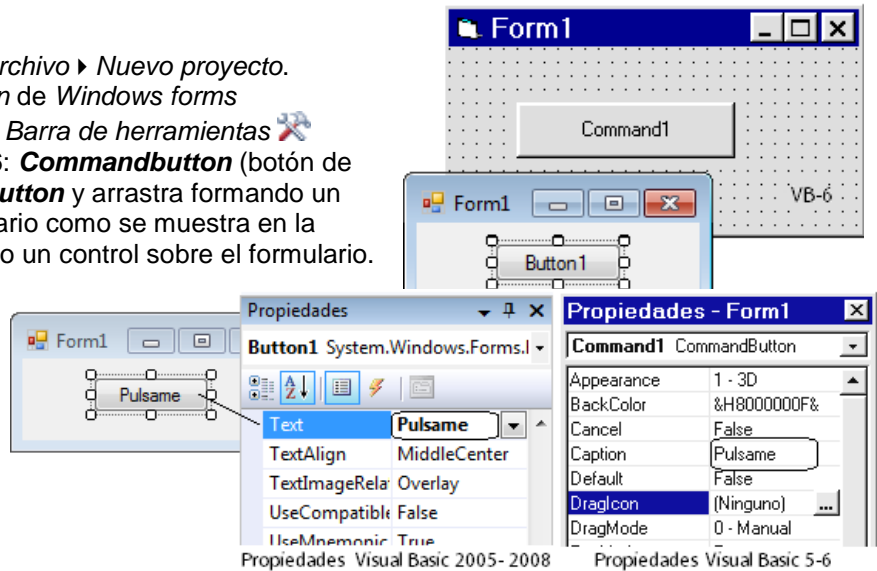 rchivo ▸ Nuevo proyecto.
n de Windows forms
Barra de herramientas
: Commandbutton (botón de
utton y arrastra formando un
ario como se muestra en la
o un control sobre el formulario.
Form1
Command1
VB-6
Form1
Button1
Form1
Pulsame
Propiedades
Button1 System.Windows.Forms.
Text Pulsame
TextAlign MiddleCenter
TextImageRela Overlay
UseCompatible False
UseMnemonic True
Propiedades Visual Basic 2005-2008
Propiedades - Form1
Command1 CommandButton
Appearance 1 - 3D
BackColor &H8000000F&
Cancel False
Caption Pulsame
Default False
DragIcon (Ninguno) ...
DragMode 0 - Manual
Propiedades Visual Basic 5-6